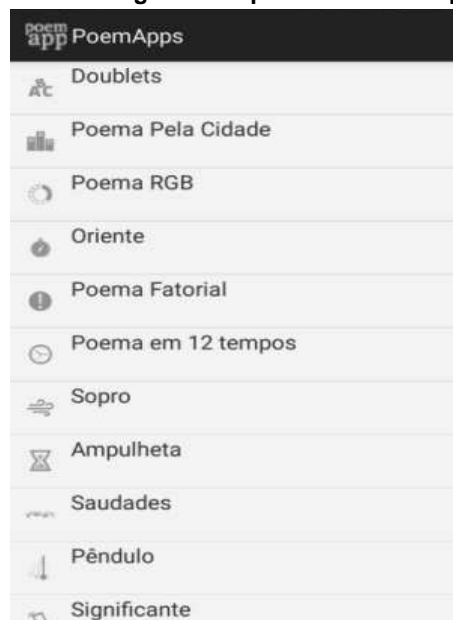 poem
app PoemApps
Doublets
Poema Pela Cidade
Poema RGB
Oriente
Poema Fatorial
Poema em 12 tempos
Sopro
Ampulheta
Saudades
Pêndulo
Significante